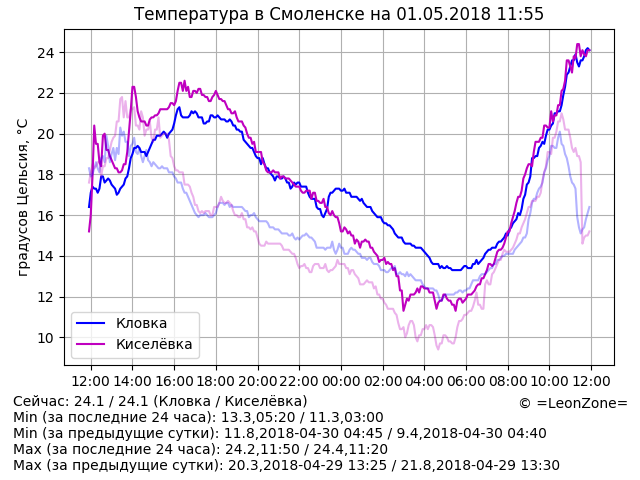 Температура в Смоленске на 01.05.2018 11:55
градусов Цельсия, °C
24
22
20
18
16
14
12
10
Кловка
Киселёвка
12:00 14:00 16:00 18:00 20:00 22:00 00:00 02:00 04:00 06:00 08:00 10:00 12:00
Сейчас: 24.1 / 24.1 (Кловка / Киселёвка)
© =LeonZone=
Min (за последние 24 часа): 13.3,05:20 / 11.3,03:00
Min (за предыдущие сутки): 11.8,2018-04-30 04:45 / 9.4,2018-04-30 04:40
Max (за последние 24 часа): 24.2,11:50 / 24.4,11:20
Max (за предыдущие сутки): 20.3,2018-04-29 13:25 / 21.8,2018-04-29 13:30